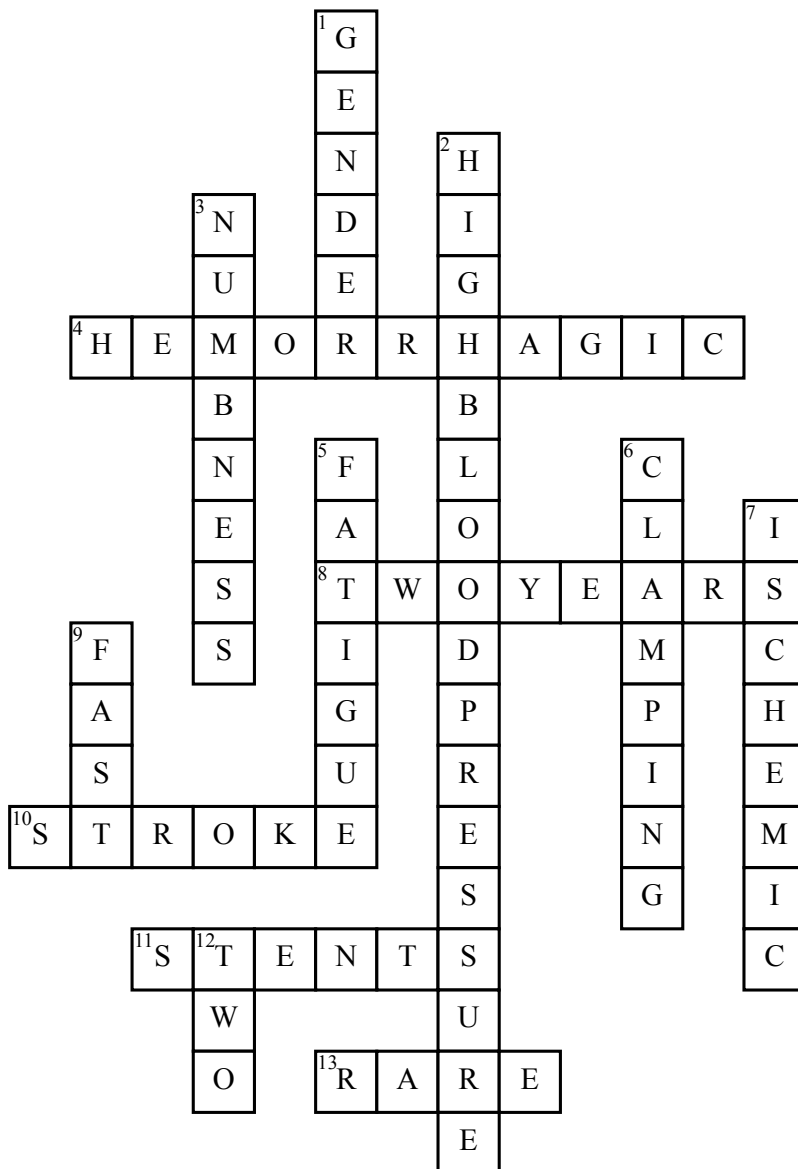 1 G
E
N 2 H
3 N D I
U E G
4 H E M O R R H A G I C
B B
N 5 F L 6 C
E A O L 7 I
S 8 T W O Y E A R S
9 F S I D M C
A G P P H
S U R I E
10 S T R O K E E N M
S G I
11 S 12 T E N T S C
W U
O 13 R A R E
E